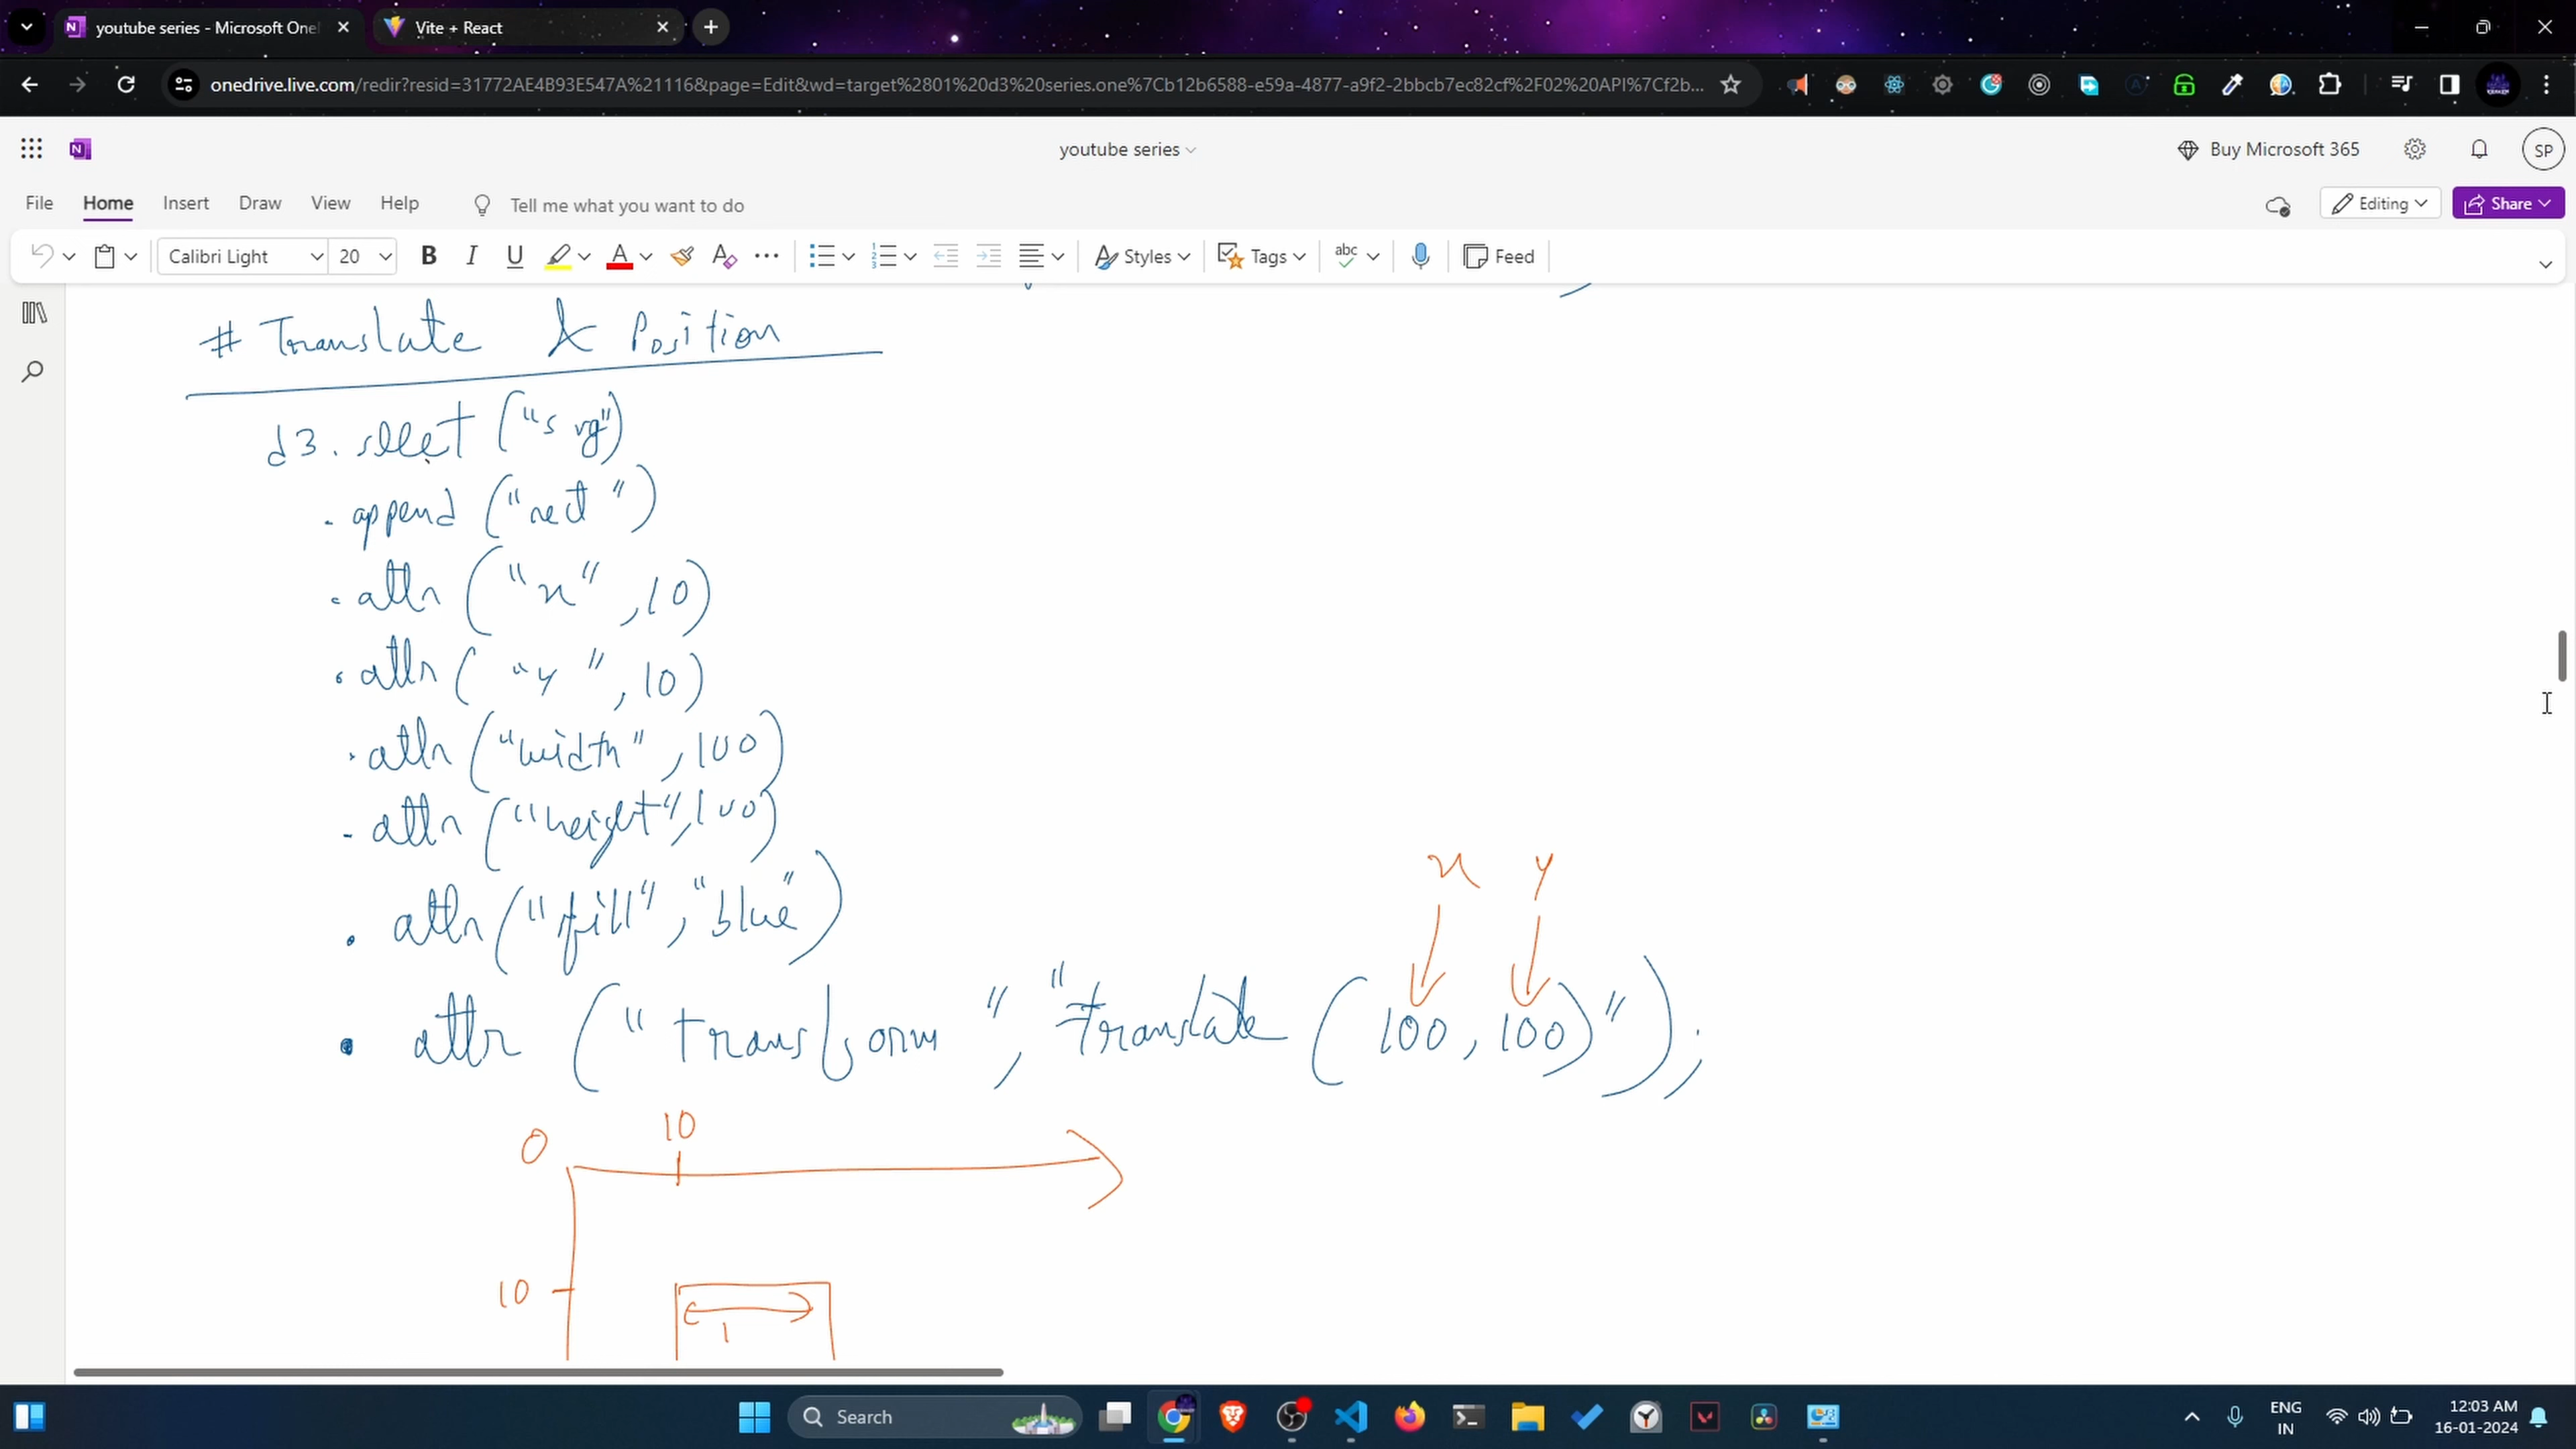 youtube series - Microsoft One
Vite + React
onedrive.live.com/redir?resid=31772AE4B93E547A%21116&page=Edit&wd=target%2801%20d3%20series.one%7Cb12b6588-e59a-4877-a9f2-2bbcb7ec82cf%2F02%20API%7Cf2b...
youtube series
Buy Microsoft 365
SP
File Home Insert Draw View Help Tell me what you want to do
Editing Share
Calibri Light 20 B I U A A Styles Tags abc Feed
# Translate & Position
d3. select ("svg")
. append ("rect")
. attr ("x", 10)
. attr ("y", 10)
. attr ("width", 100)
. attr ("height", 100)
. attr ("fill", "blue")
x y
. attr ("transform", "translate (100, 100)");
0 10
10
1
Search
ENG
IN
12:03 AM
16-01-2024